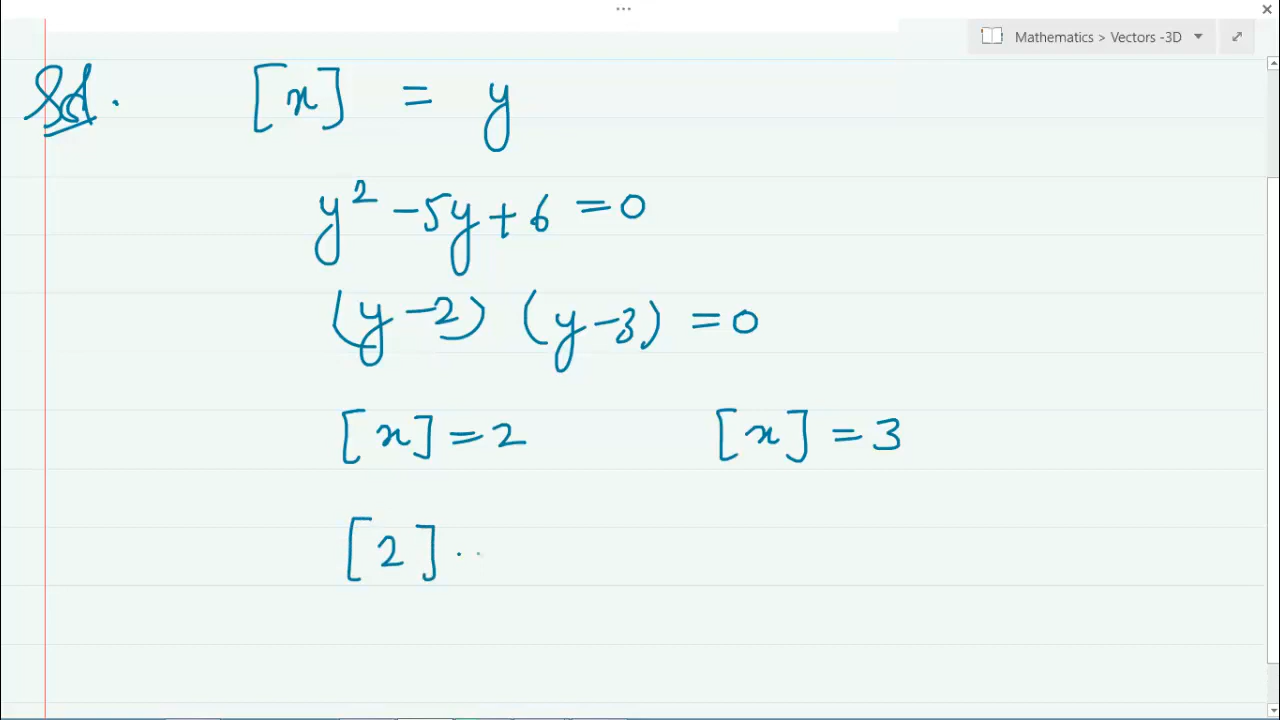 ...
Mathematics > Vectors -3D
Sol. [x] = y
y² -5y+6 =0
(y-2) (y-3) =0
[x] =2 [x] =3
[2] ..